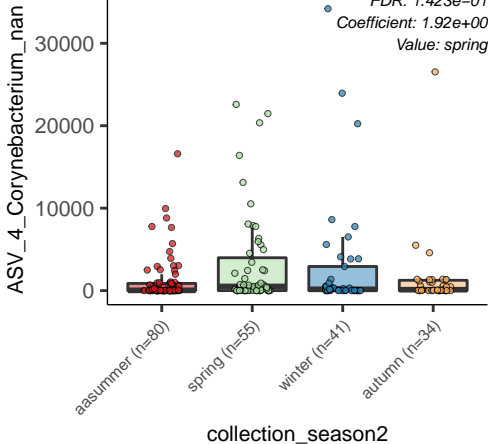 FDR: 1.423e−01
Coefficient: 1.92e+00
Value: spring
ASV_4_Corynebacterium_nan
30000
20000
10000
0
aasummer (n=80)
spring (n=55)
winter (n=41)
autumn (n=34)
collection_season2